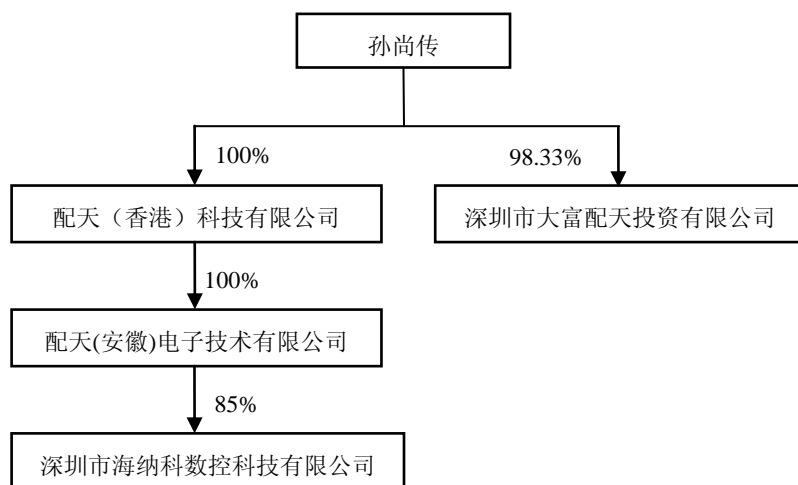 孙尚传
100%
98.33%
配天（香港）科技有限公司
深圳市大富配天投资有限公司
100%
配天(安徽)电子技术有限公司
85%
深圳市海纳科数控科技有限公司